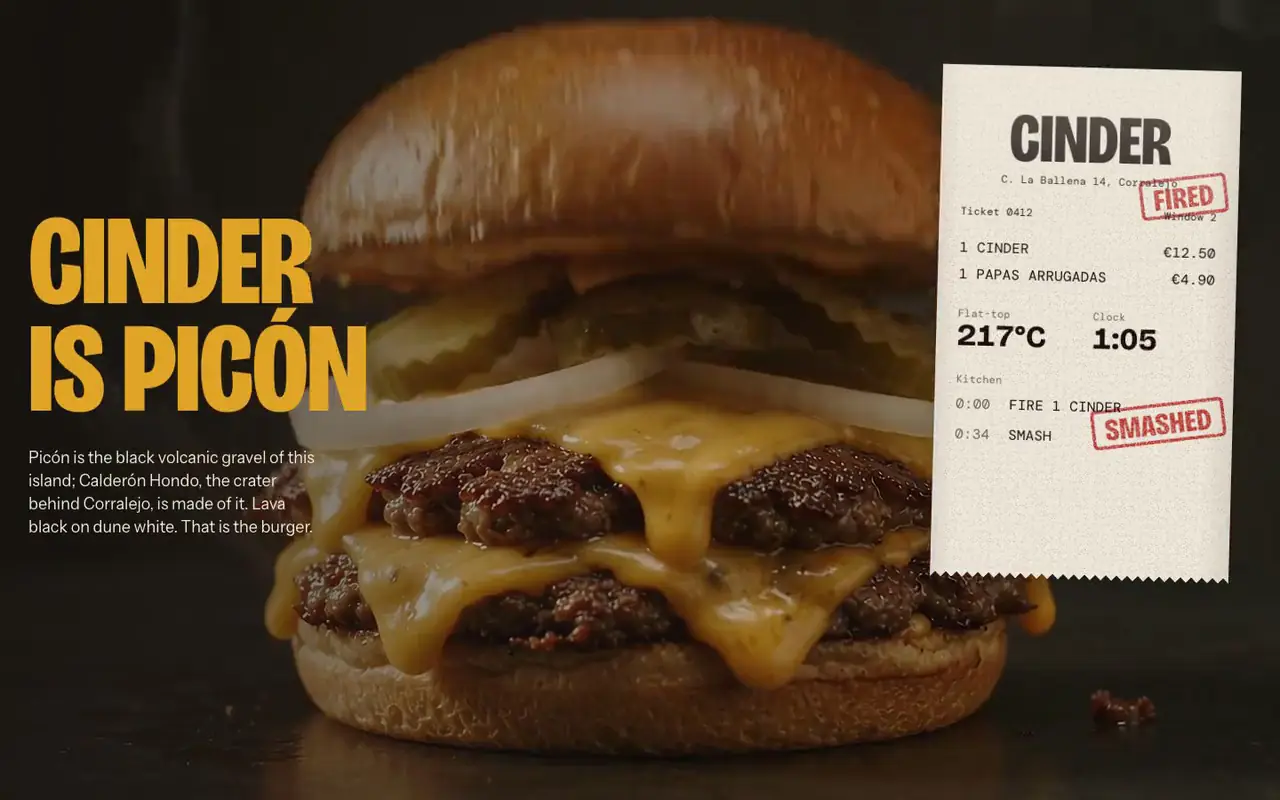 CINDER
IS PICÓN
Picón is the black volcanic gravel of this
island; Calderón Hondo, the crater
behind Corralejo, is made of it. Lava
black on dune white. That is the burger.
CINDER
C. La Ballena 14, Corralejo
FIRED
Ticket 0412 Window 2
1 CINDER €12.50
1 PAPAS ARRUGADAS €4.90
Flat-top Clock
217°C 1:05
Kitchen
0:00 FIRE 1 CINDER
0:34 SMASH
SMASHED